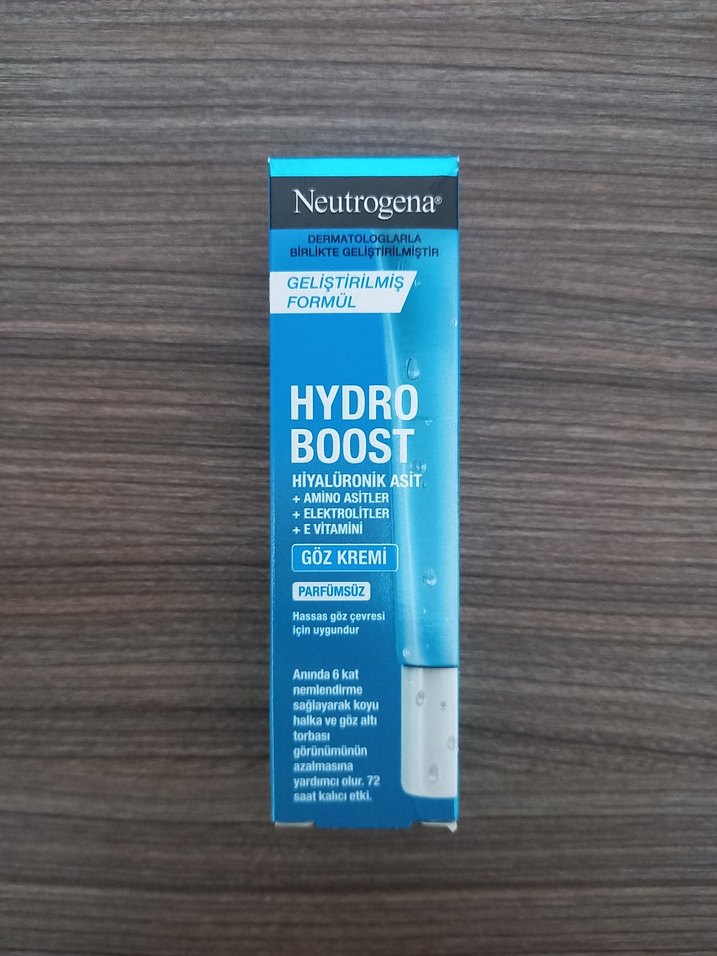 Neutrogena®
DERMATOLOGLARLA
BİRLİKTE GELİŞTİRİLMİŞTİR
GELİŞTİRİLMİŞ
FORMÜL
HYDRO
BOOST
HİYALÜRONİK ASİT
+ AMİNO ASİTLER
+ ELEKTROLİTLER
+ E VİTAMİNİ
GÖZ KREMİ
PARFÜMSÜZ
Hassas göz çevresi
için uygundur
Anında 6 kat
nemlendirme
sağlayarak koyu
halka ve göz altı
torbası
görünümünün
azalmasına
yardımcı olur. 72
saat kalıcı etki.